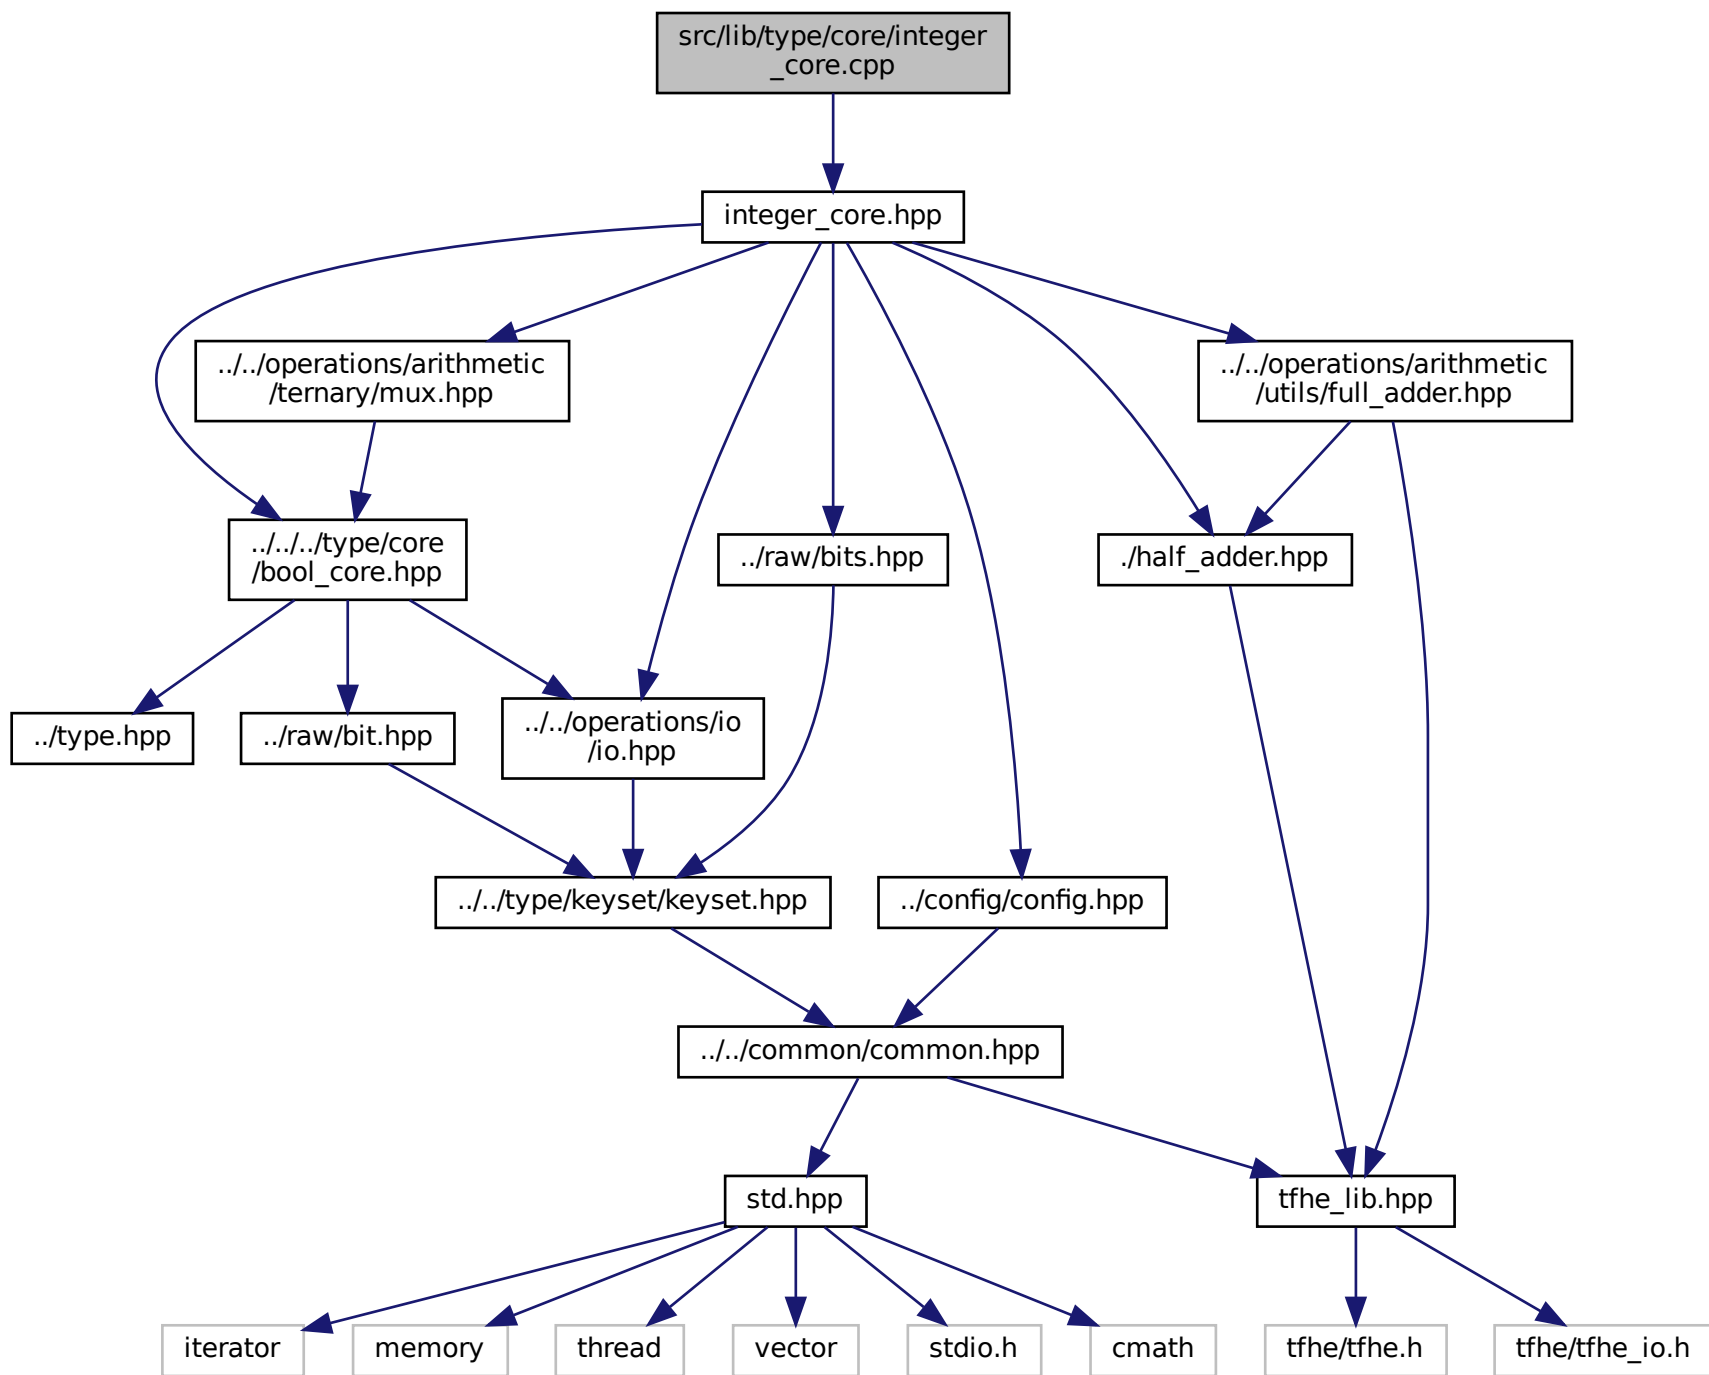 src/lib/type/core/integer
_core.cpp
integer_core.hpp
../../operations/arithmetic
/ternary/mux.hpp
../../operations/arithmetic
/utils/full_adder.hpp
../../../type/core
/bool_core.hpp
../raw/bits.hpp
./half_adder.hpp
../type.hpp
../raw/bit.hpp
../../operations/io
/io.hpp
../../type/keyset/keyset.hpp
../config/config.hpp
../../common/common.hpp
std.hpp
tfhe_lib.hpp
iterator
memory
thread
vector
stdio.h
cmath
tfhe/tfhe.h
tfhe/tfhe_io.h